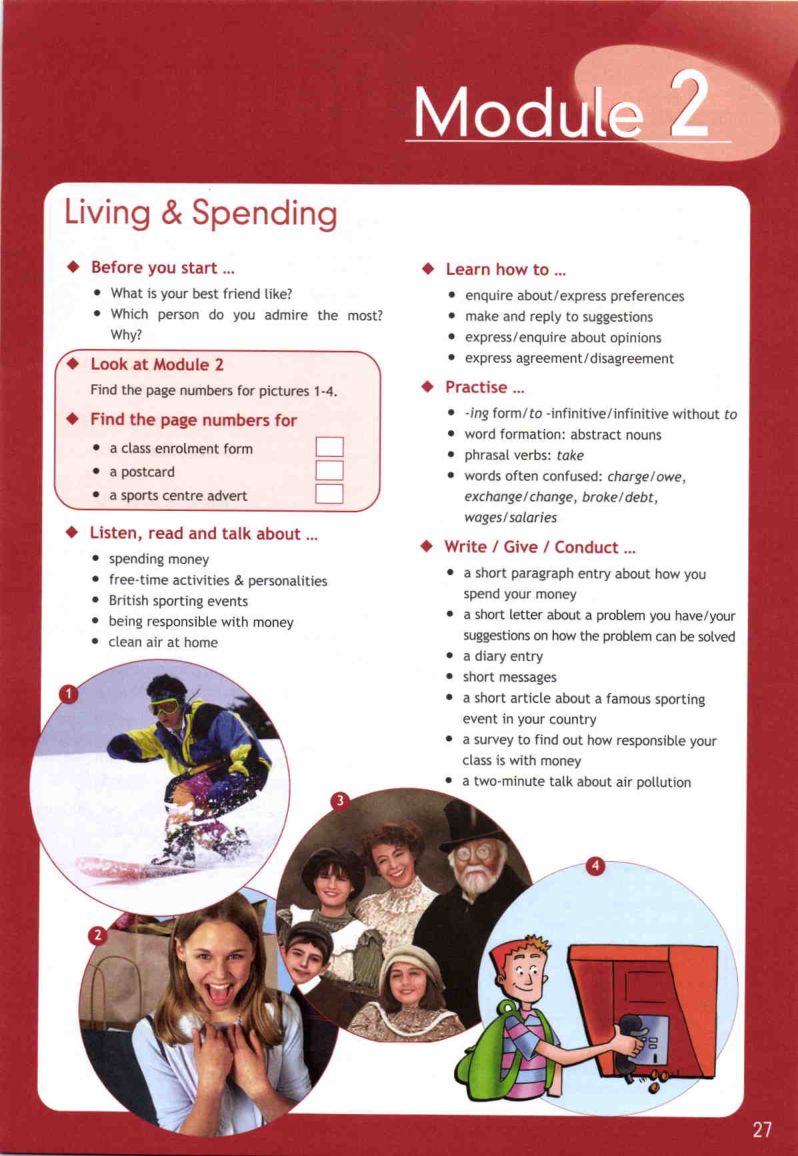 Module 2
Living & Spending
◆ Before you start ...
• What is your best friend like?
• Which person do you admire the most?
Why?
◆ Look at Module 2
Find the page numbers for pictures 1-4.
◆ Find the page numbers for
• a class enrolment form
• a postcard
• a sports centre advert
◆ Listen, read and talk about ...
• spending money
• free-time activities & personalities
• British sporting events
• being responsible with money
• clean air at home
◆ Learn how to ...
• enquire about/express preferences
• make and reply to suggestions
• express/enquire about opinions
• express agreement/disagreement
◆ Practise ...
• -ing form/to -infinitive/infinitive without to
• word formation: abstract nouns
• phrasal verbs: take
• words often confused: charge/owe,
exchange/change, broke/debt,
wages/salaries
◆ Write / Give / Conduct ...
• a short paragraph entry about how you
spend your money
• a short letter about a problem you have/your
suggestions on how the problem can be solved
• a diary entry
• short messages
• a short article about a famous sporting
event in your country
• a survey to find out how responsible your
class is with money
• a two-minute talk about air pollution
1
2
3
4
27